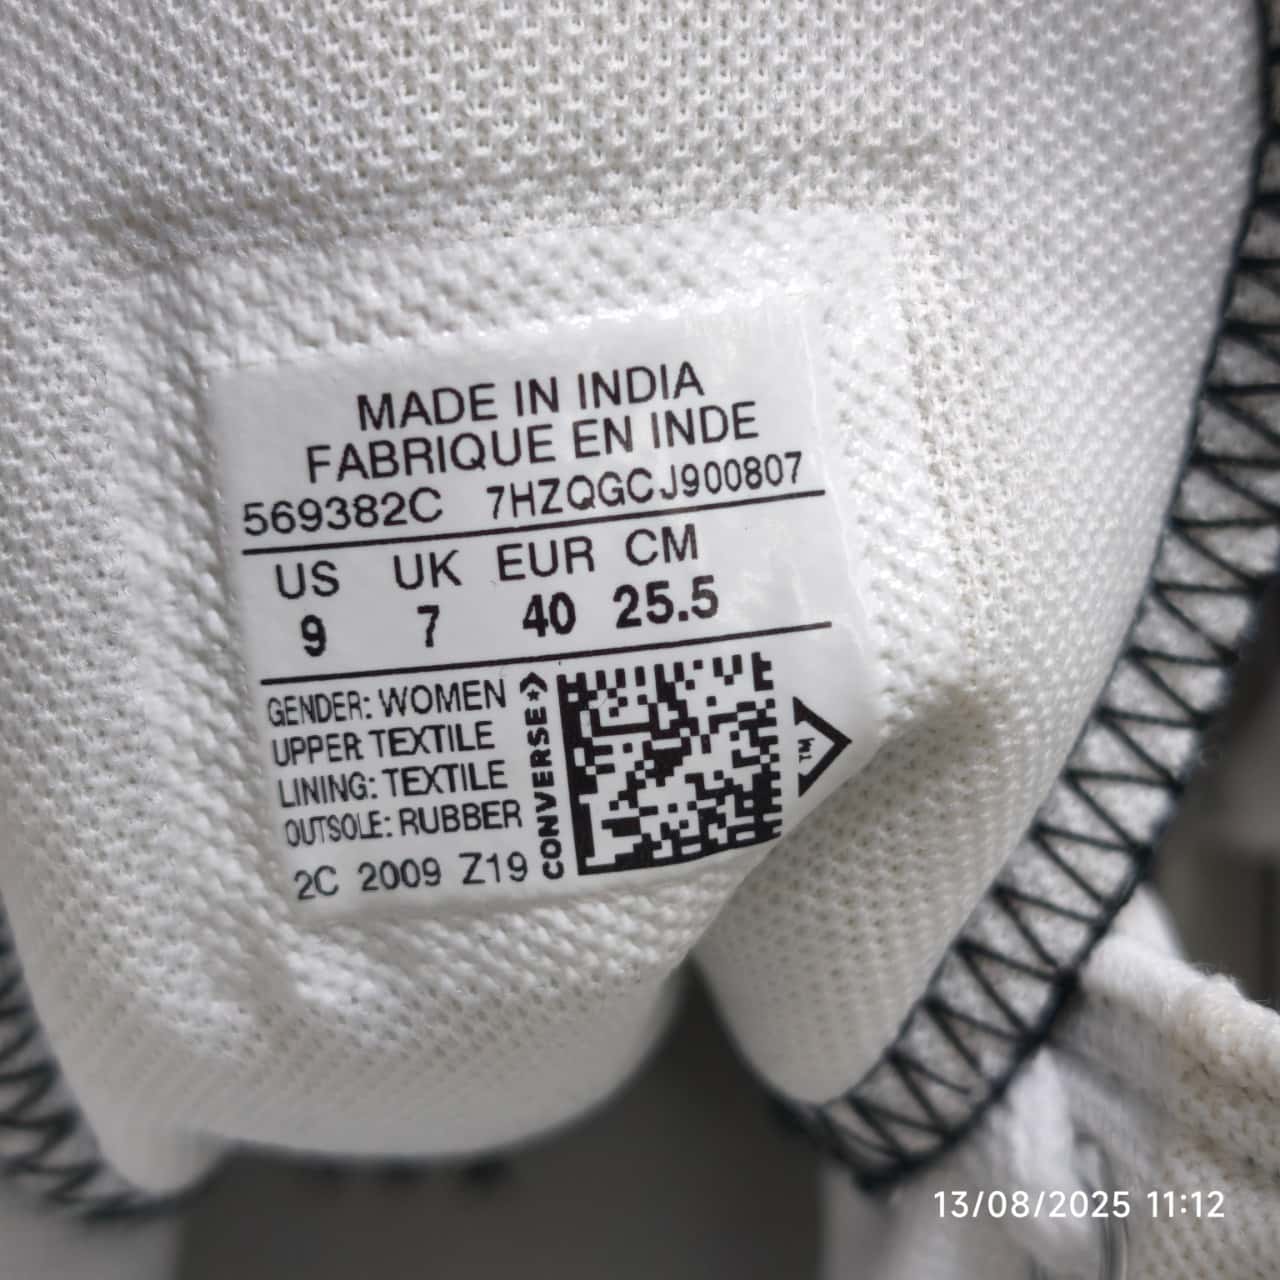 MADE IN INDIA
FABRIQUE EN INDE
569382C 7HZQGCJ900807
US UK EUR CM
9 7 40 25.5
GENDER: WOMEN
UPPER: TEXTILE
LINING: TEXTILE
OUTSOLE: RUBBER
2C 2009 Z19
CONVERSE
TM
13/08/2025 11:12